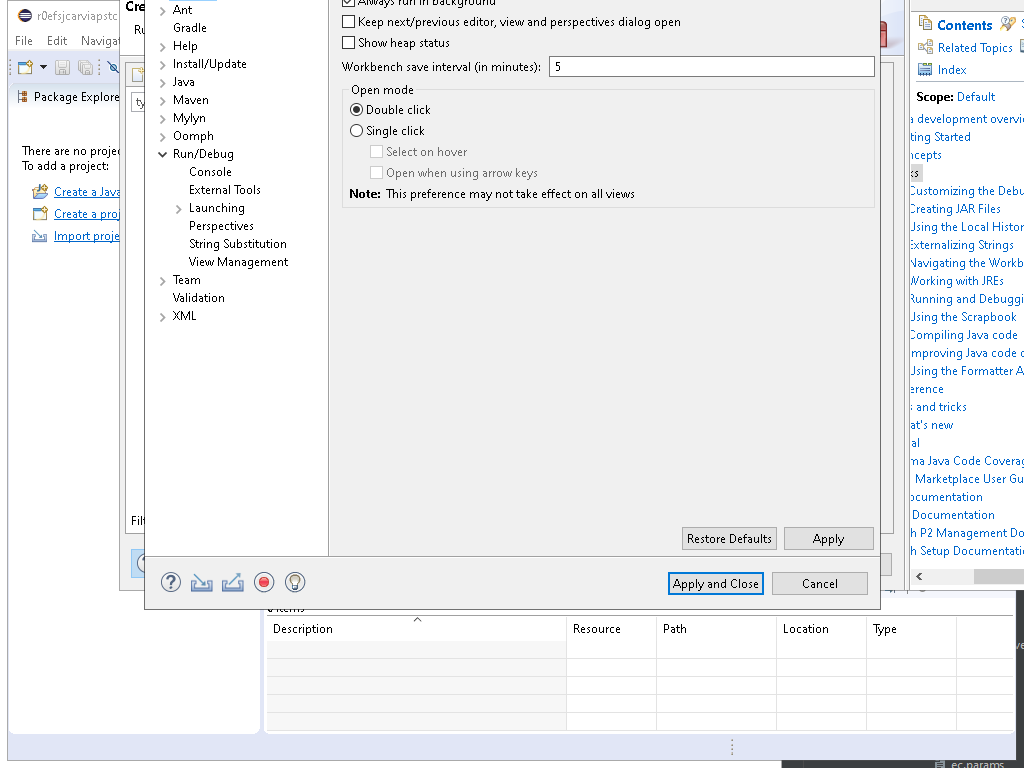 r0efsjcarviapstc
File Edit Navigat
Package Explore
There are no projec
To add a project:
Create a Java
Create a proj
Import proje
Cre
Ru
ty
Filt
Ant
Gradle
Help
Install/Update
Java
Maven
Mylyn
Oomph
Run/Debug
Console
External Tools
Launching
Perspectives
String Substitution
View Management
Team
Validation
XML
Always run in background
Keep next/previous editor, view and perspectives dialog open
Show heap status
Workbench save interval (in minutes): 5
Open mode
Double click
Single click
Select on hover
Open when using arrow keys
Note: This preference may not take effect on all views
Restore Defaults Apply
Apply and Close Cancel
Contents
Related Topics
Index
Scope: Default
a development overvie
ting Started
ncepts
ks
Customizing the Debu
Creating JAR Files
Using the Local Histor
Externalizing Strings
Navigating the Workb
Working with JREs
Running and Debuggi
Using the Scrapbook
Compiling Java code
mproving Java code c
Using the Formatter A
erence
s and tricks
at's new
al
ma Java Code Coverag
Marketplace User Gu
ocumentation
Documentation
h P2 Management Do
h Setup Documentatio
items
Description Resource Path Location Type
ec.params